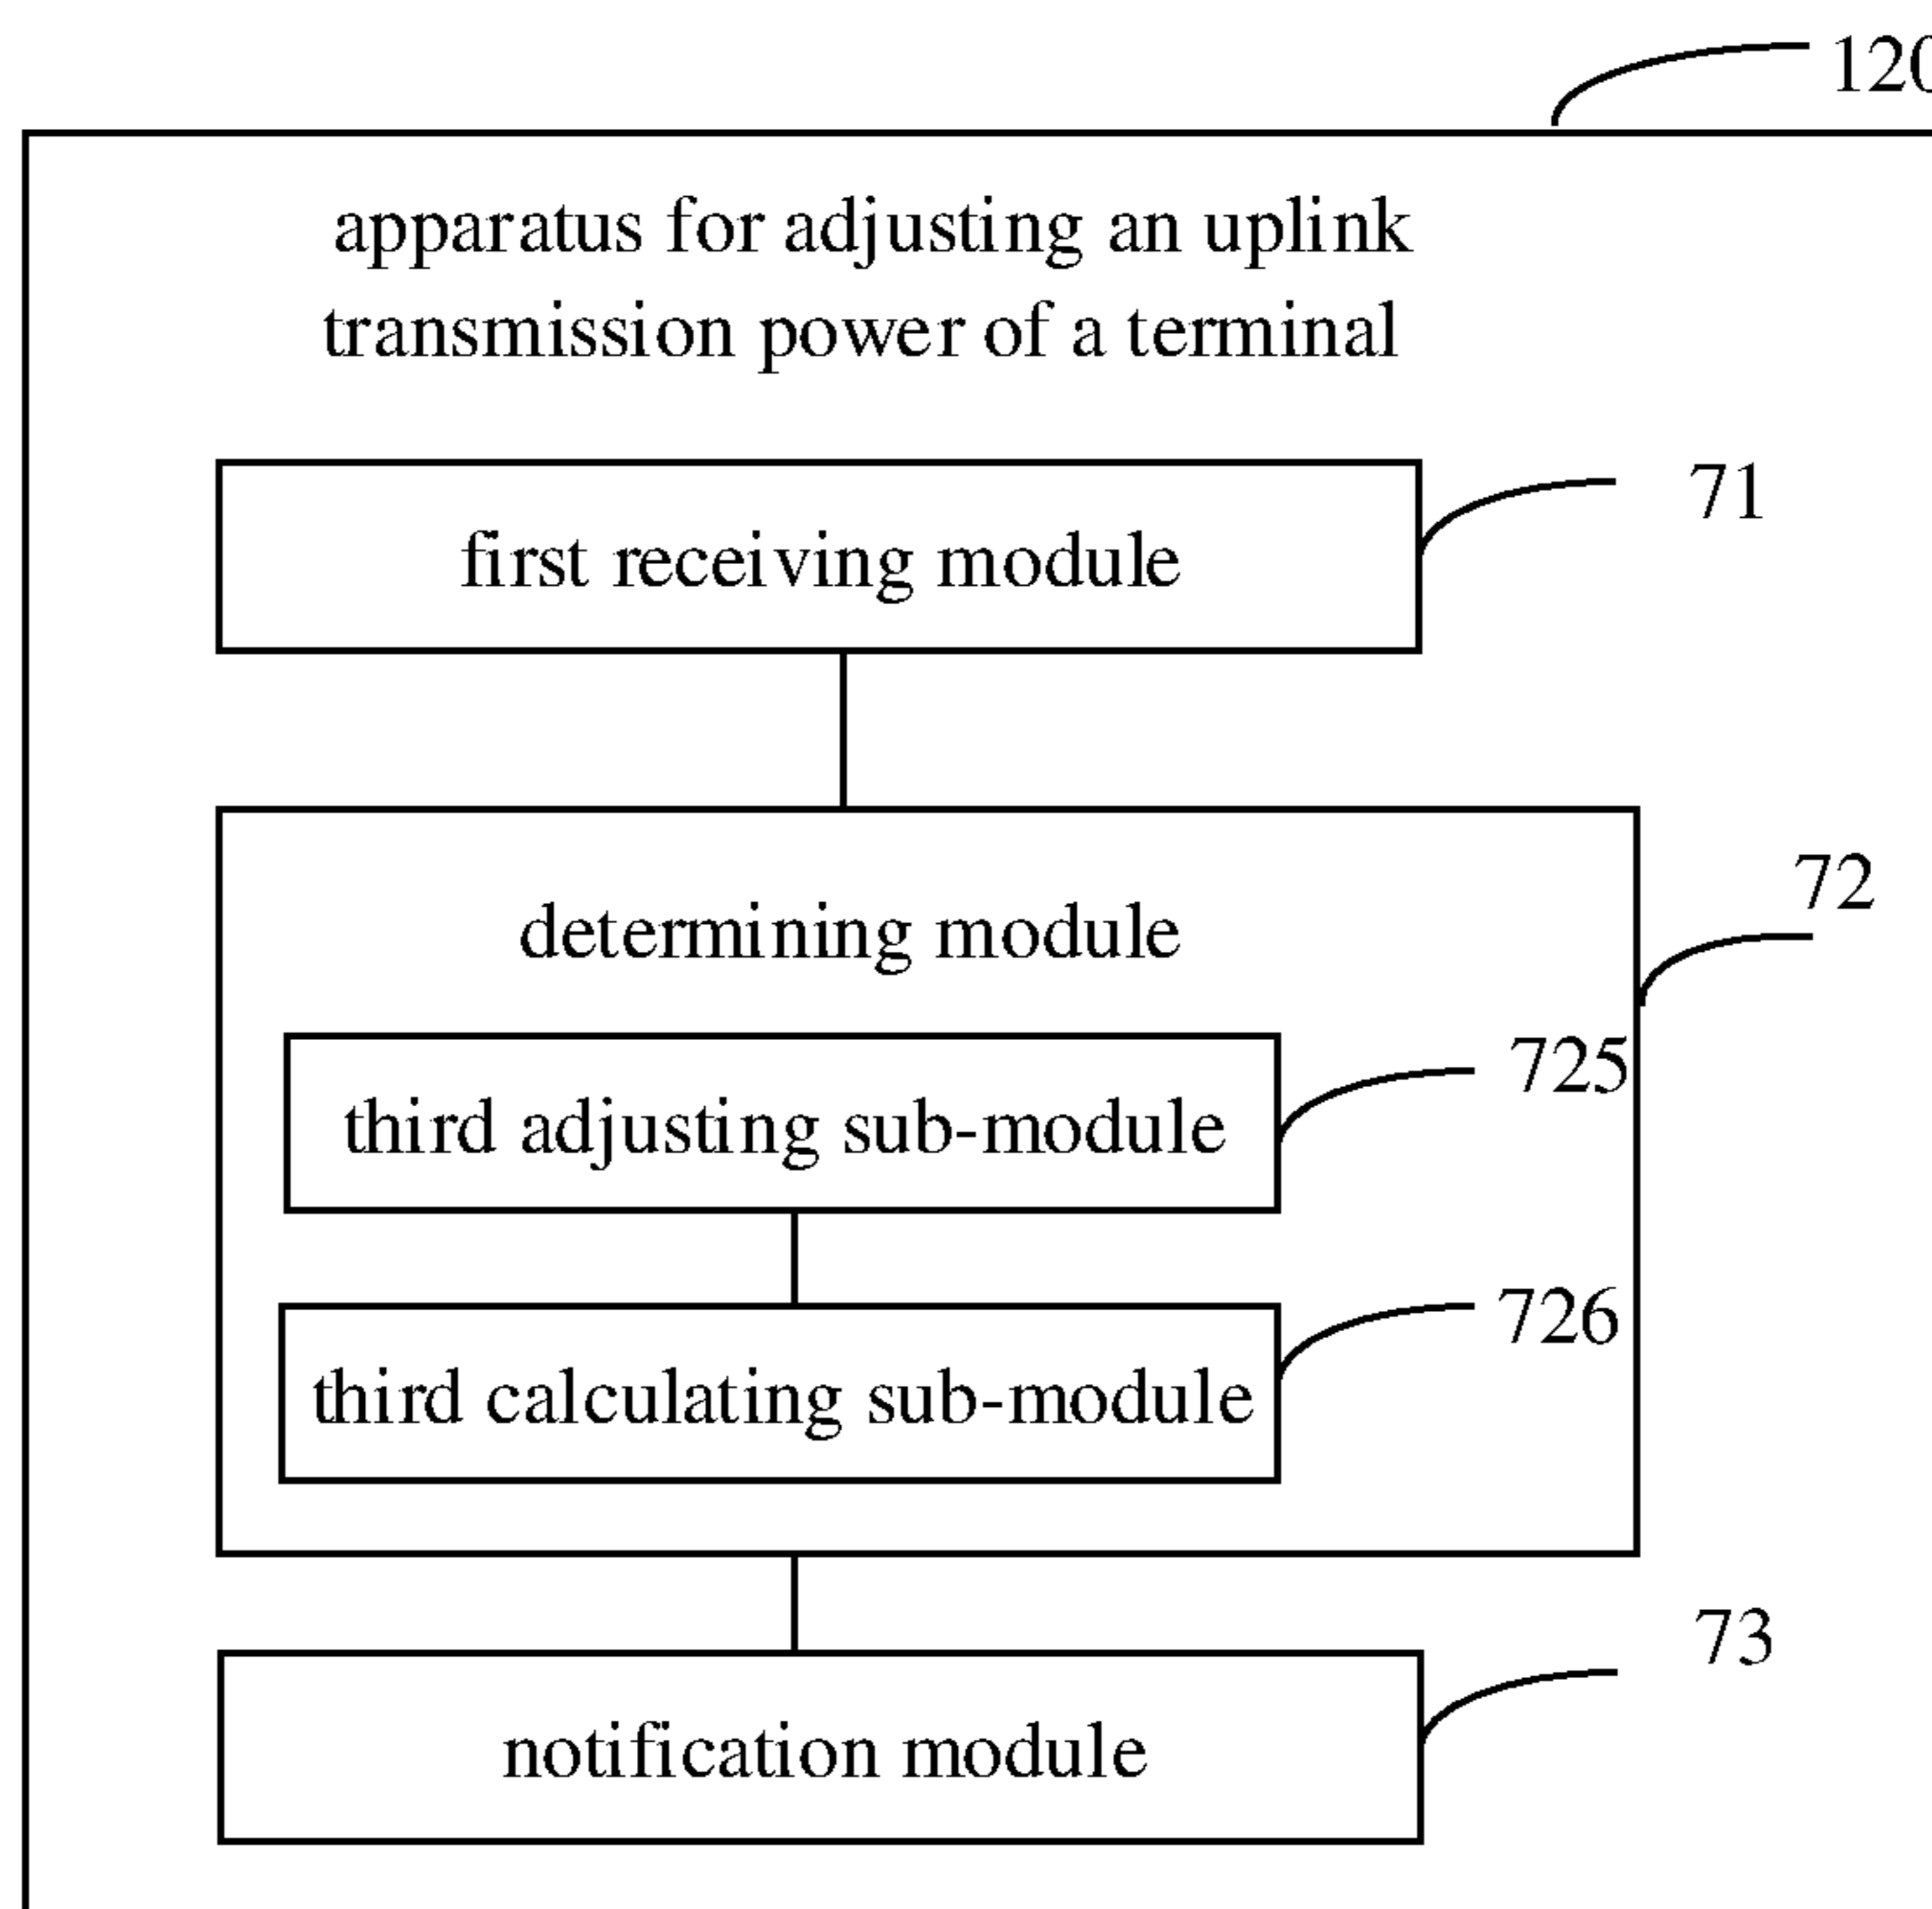 120
apparatus for adjusting an uplink
transmission power of a terminal
71
first receiving module
72
determining module
725
third adjusting sub-module
726
third calculating sub-module
73
notification module